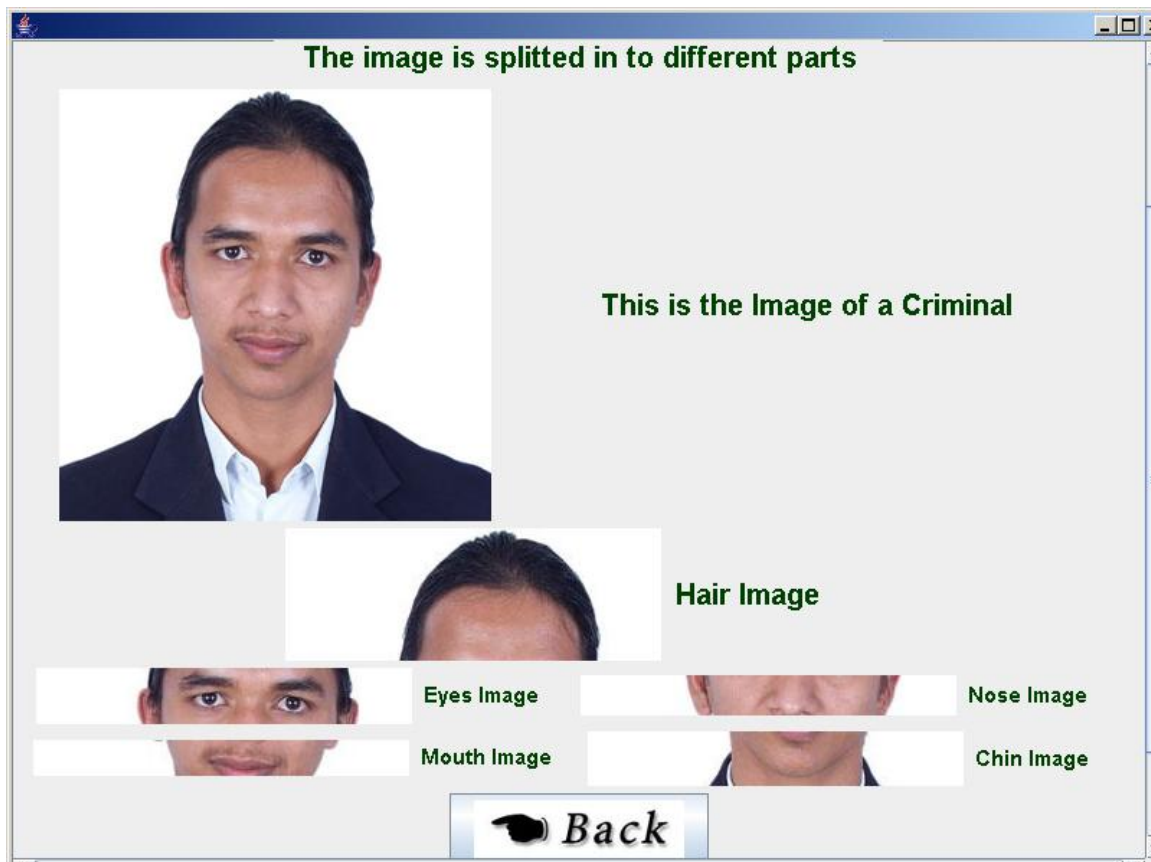 The image is splitted in to different parts
This is the Image of a Criminal
Hair Image
Eyes Image
Nose Image
Mouth Image
Chin Image
Back